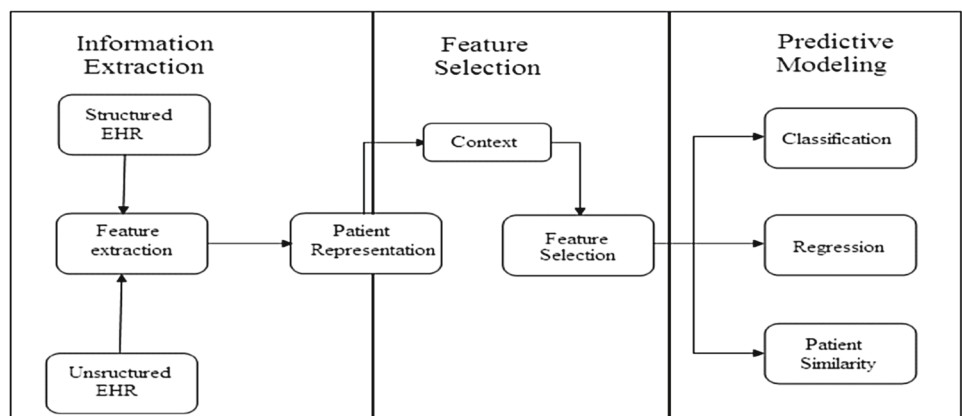 Information
Extraction
Structured
EHR
Feature
extraction
Unsructured
EHR
Patient
Representation
Feature
Selection
Context
Feature
Selection
Predictive
Modeling
Classification
Regression
Patient
Similarity